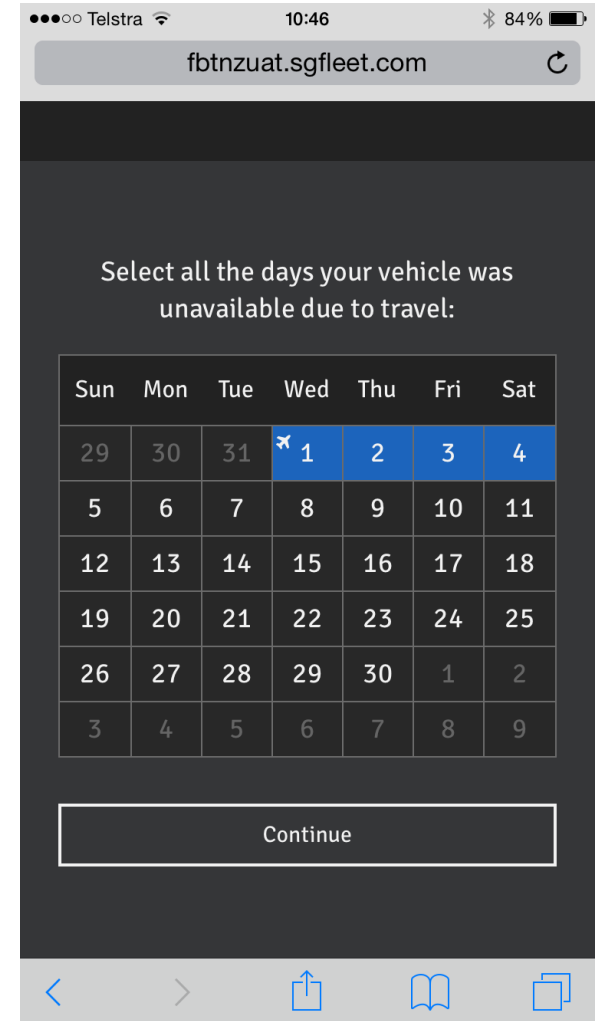 Telstra 10:46 84%
fbtnzuat.sgfleet.com
Select all the days your vehicle was
unavailable due to travel:
Sun Mon Tue Wed Thu Fri Sat
29 30 31 1 2 3 4
5 6 7 8 9 10 11
12 13 14 15 16 17 18
19 20 21 22 23 24 25
26 27 28 29 30 1 2
3 4 5 6 7 8 9
Continue